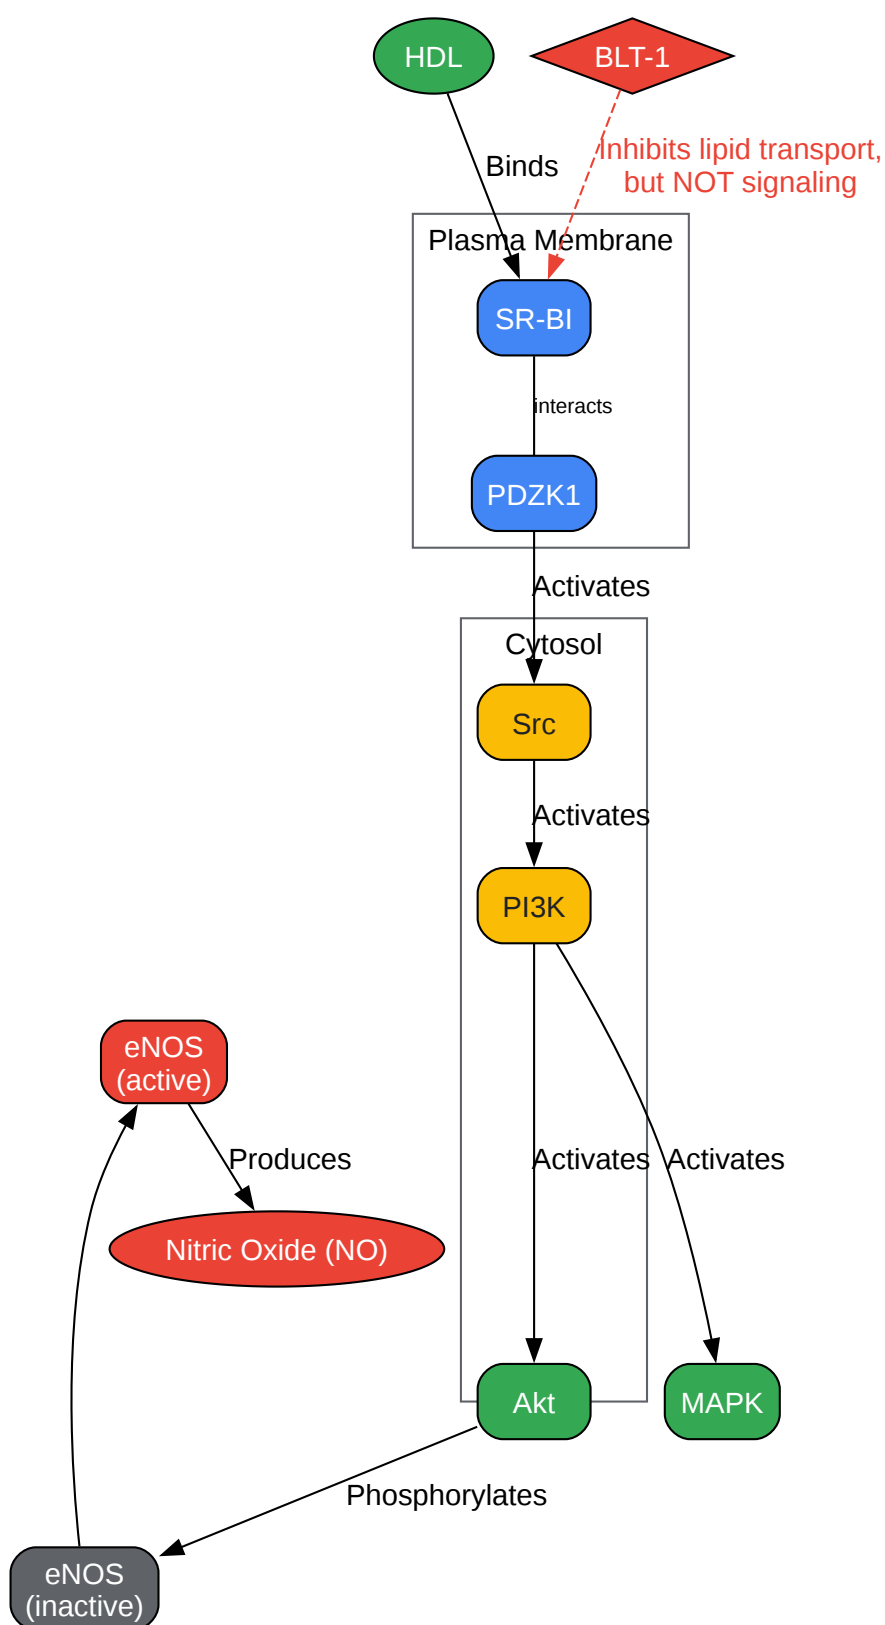 HDL
BLT-1
Binds
Inhibits lipid transport,
but NOT signaling
Plasma Membrane
SR-BI
interacts
PDZK1
Activates
Cytosol
Src
Activates
PI3K
eNOS
(active)
Produces
Activates
Activates
Nitric Oxide (NO)
Akt
MAPK
Phosphorylates
eNOS
(inactive)